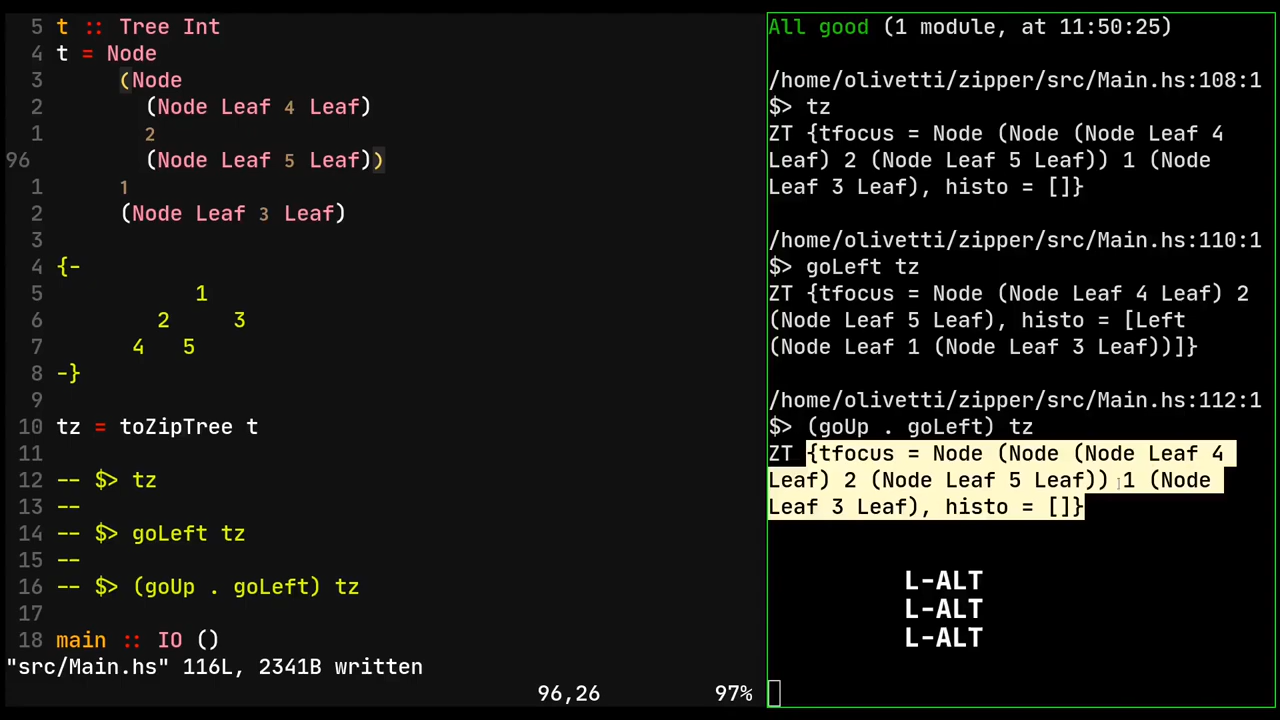 5 t :: Tree Int
4 t = Node
3 (Node
2 (Node Leaf 4 Leaf)
1 2
96 (Node Leaf 5 Leaf))
1 1
2 (Node Leaf 3 Leaf)
3
4 {-
5 1
6 2 3
7 4 5
8 -}
9
10 tz = toZipTree t
11
12 -- $> tz
13 --
14 -- $> goLeft tz
15 --
16 -- $> (goUp . goLeft) tz
17
18 main :: IO ()
"src/Main.hs" 116L, 2341B written
96,26 97%
All good (1 module, at 11:50:25)
/home/olivetti/zipper/src/Main.hs:108:1
$> tz
ZT {tfocus = Node (Node (Node Leaf 4
Leaf) 2 (Node Leaf 5 Leaf)) 1 (Node
Leaf 3 Leaf), histo = []}
/home/olivetti/zipper/src/Main.hs:110:1
$> goLeft tz
ZT {tfocus = Node (Node Leaf 4 Leaf) 2
(Node Leaf 5 Leaf), histo = [Left
(Node Leaf 1 (Node Leaf 3 Leaf))]}
/home/olivetti/zipper/src/Main.hs:112:1
$> (goUp . goLeft) tz
ZT {tfocus = Node (Node (Node Leaf 4
Leaf) 2 (Node Leaf 5 Leaf)) 1 (Node
Leaf 3 Leaf), histo = []}
L-ALT
L-ALT
L-ALT